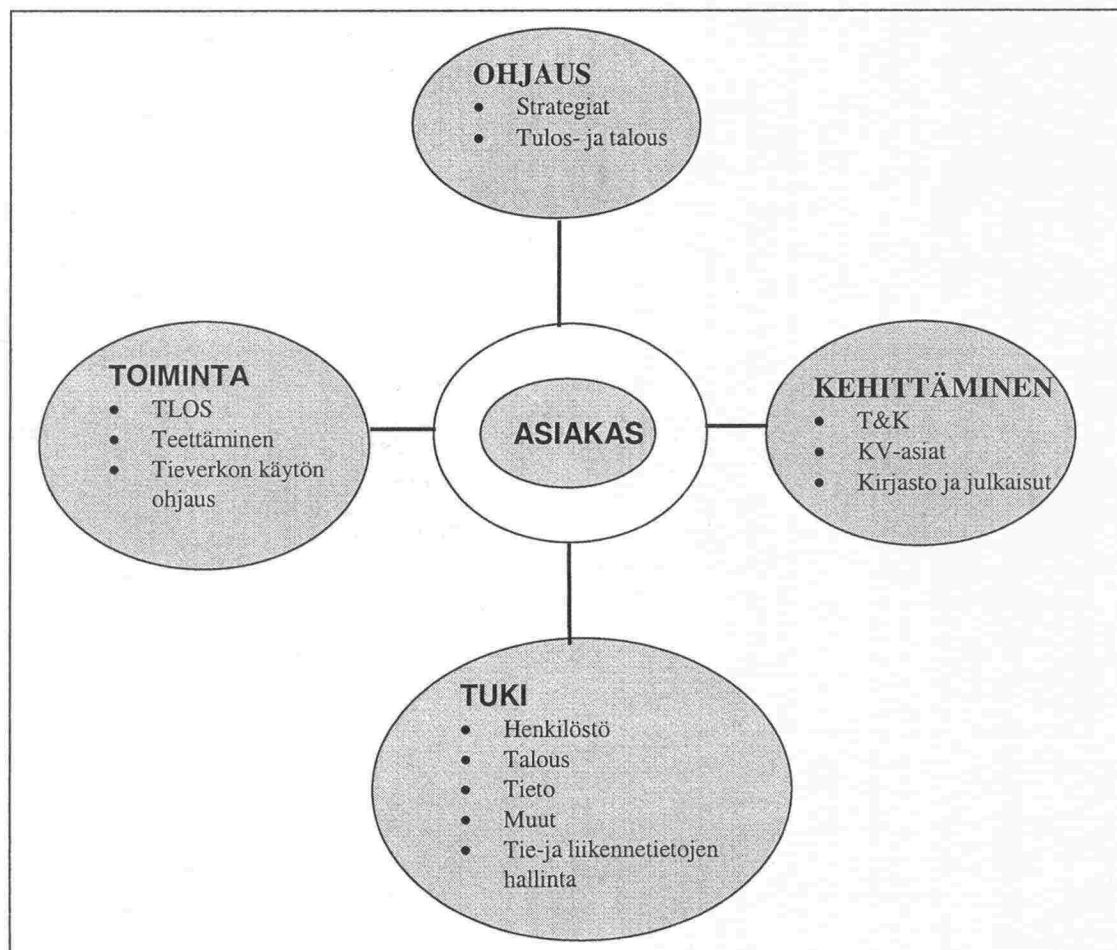 OHJAUS
• Strategiat
• Tulos- ja talous
TOIMINTA
• TLOS
• Teettäminen
• Tieverkon käytön
ohjaus
ASIAKAS
KEHITTÄMINEN
• T&K
• KV-asiat
• Kirjasto ja julkaisut
TUKI
• Henkilöstö
• Talous
• Tieto
• Muut
• Tie-ja liikennetietojen
hallinta